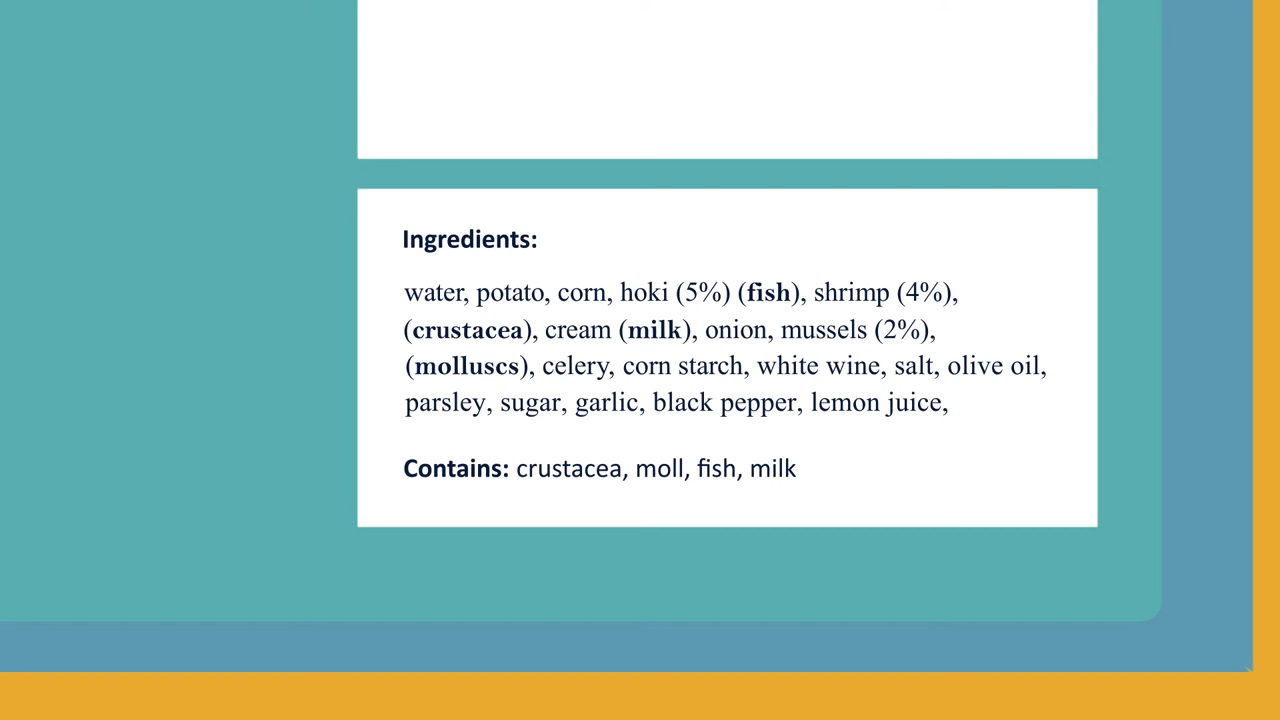 Ingredients:
water, potato, corn, hoki (5%) (fish), shrimp (4%),
(crustacea), cream (milk), onion, mussels (2%),
(molluscs), celery, corn starch, white wine, salt, olive oil,
parsley, sugar, garlic, black pepper, lemon juice,
Contains: crustacea, moll, fish, milk